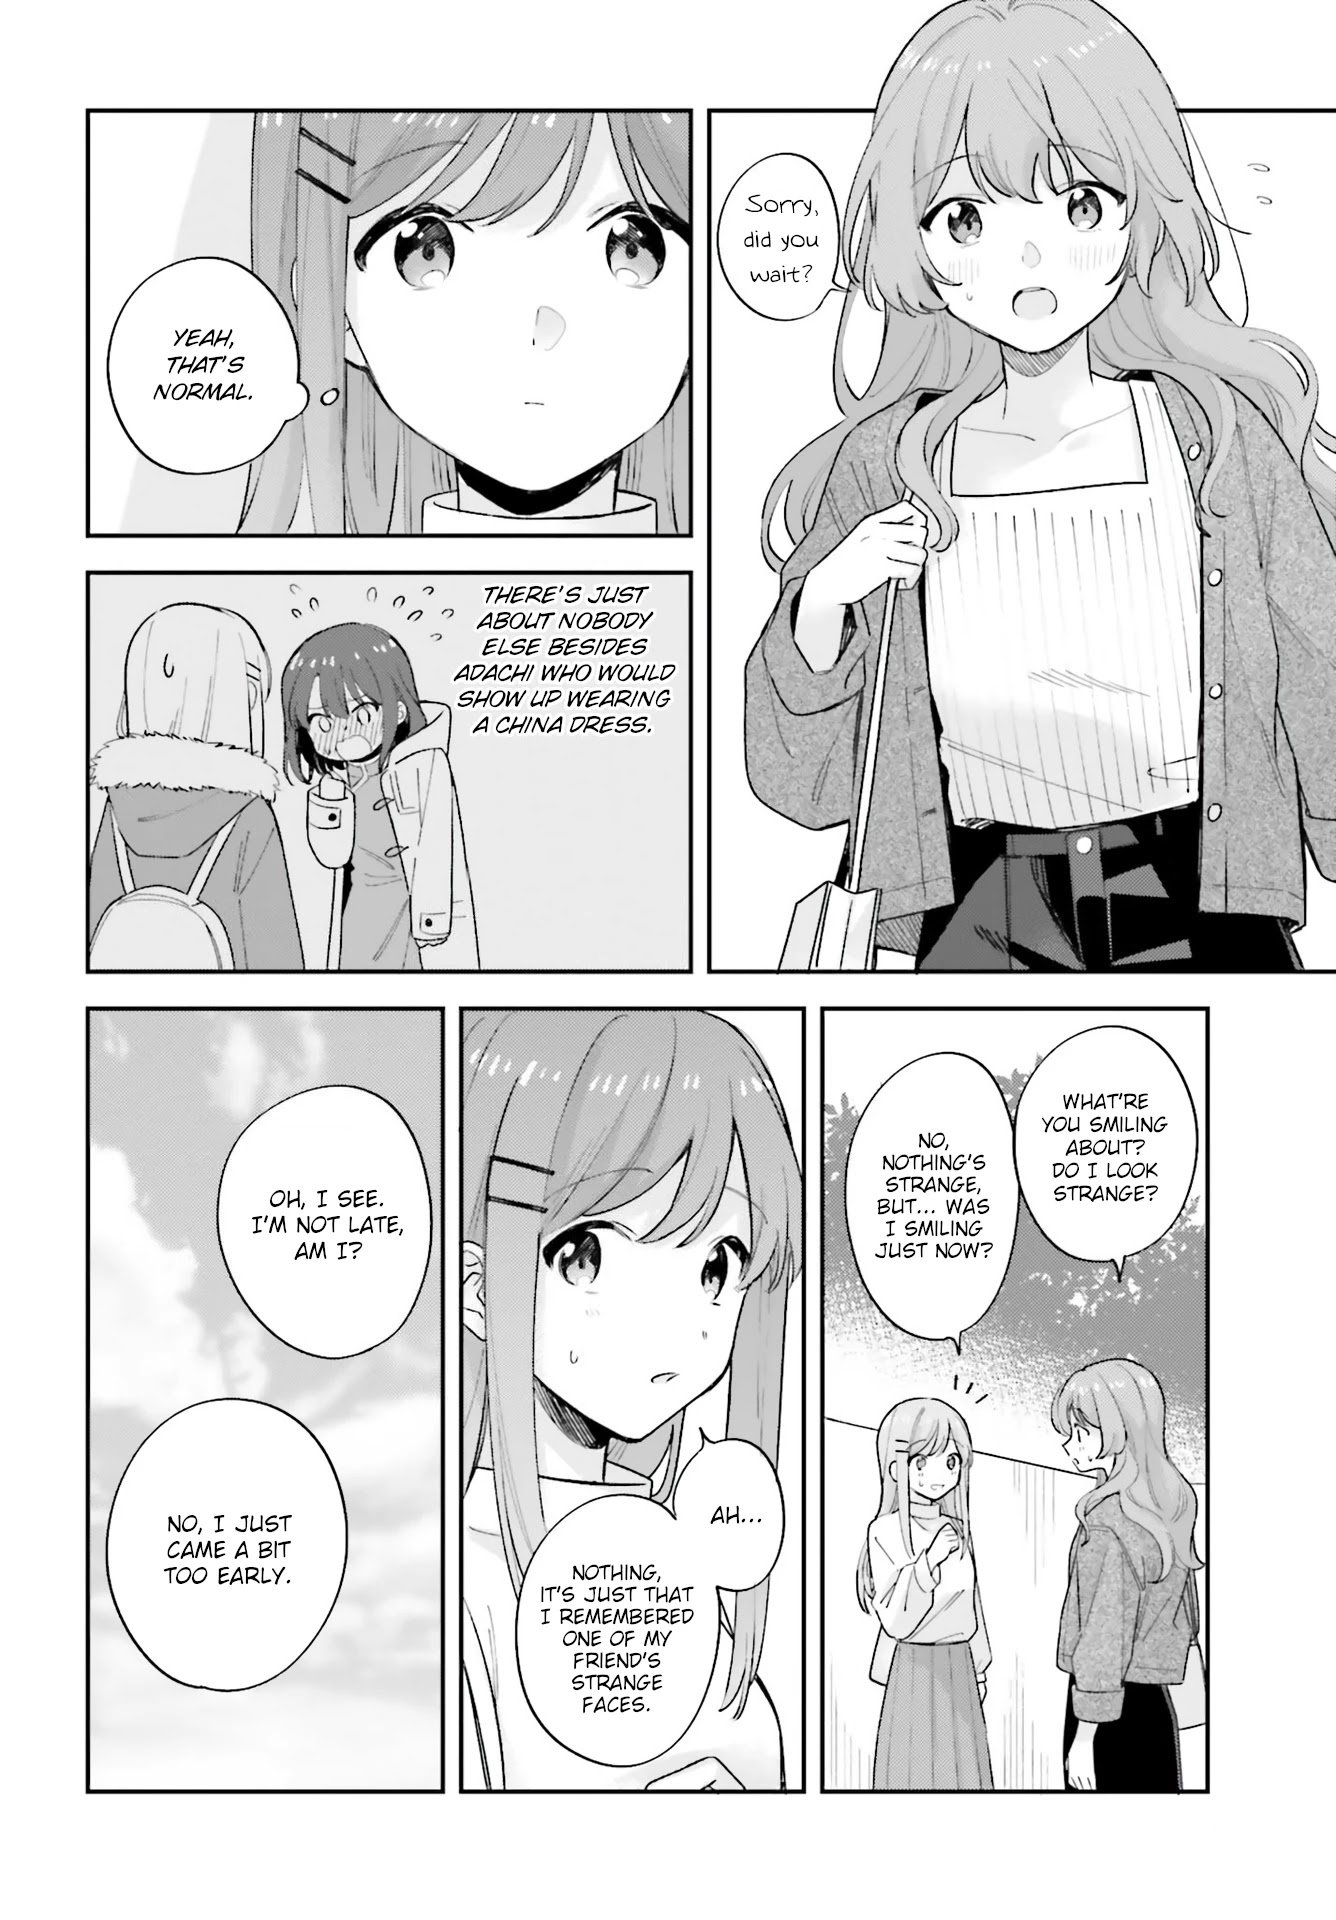 Sorry,
did you
wait?
YEAH,
THAT'S
NORMAL.
THERE'S JUST
ABOUT NOBODY
ELSE BESIDES
ADACHI WHO WOULD
SHOW UP WEARING
A CHINA DRESS.
WHAT'RE
YOU SMILING
ABOUT?
DO I LOOK
STRANGE?
NO,
NOTHING'S
STRANGE,
BUT... WAS
I SMILING
JUST NOW?
AH...
NOTHING,
IT'S JUST THAT
I REMEMBERED
ONE OF MY
FRIEND'S
STRANGE
FACES.
OH, I SEE.
I'M NOT LATE,
AM I?
NO, I JUST
CAME A BIT
TOO EARLY.